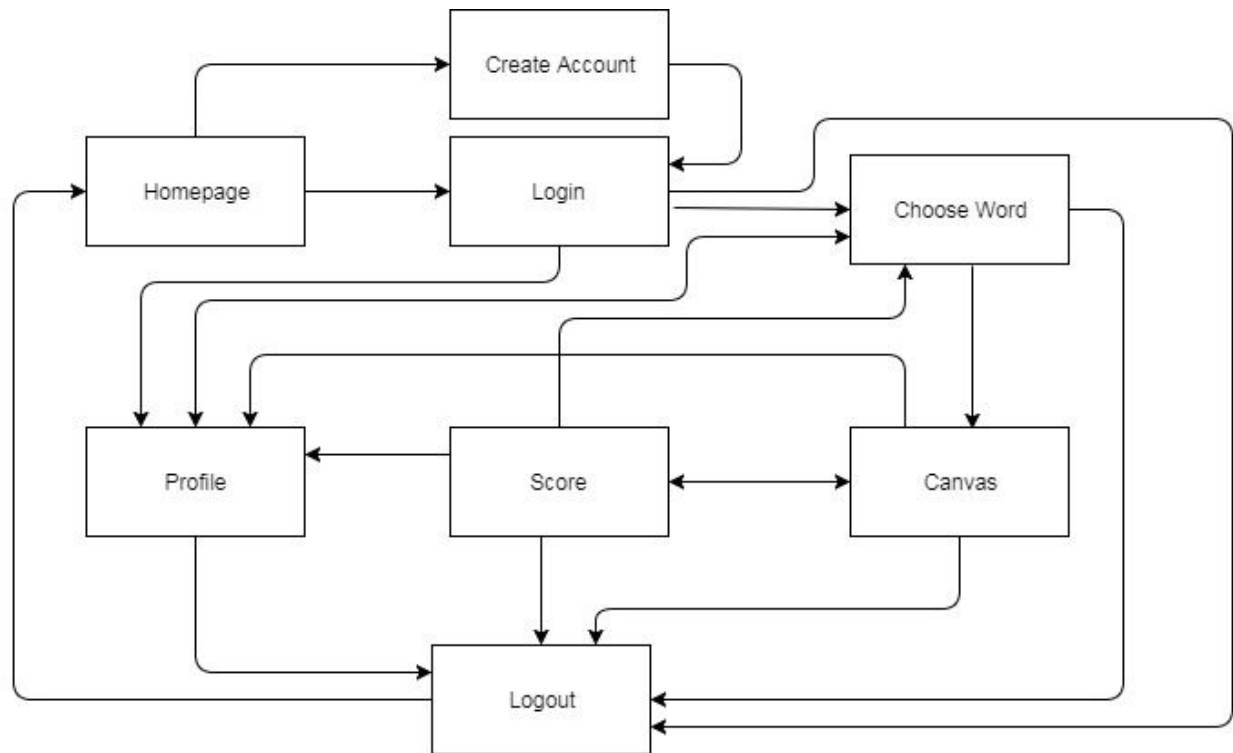 Create Account
Homepage
Login
Choose Word
Profile
Score
Canvas
Logout